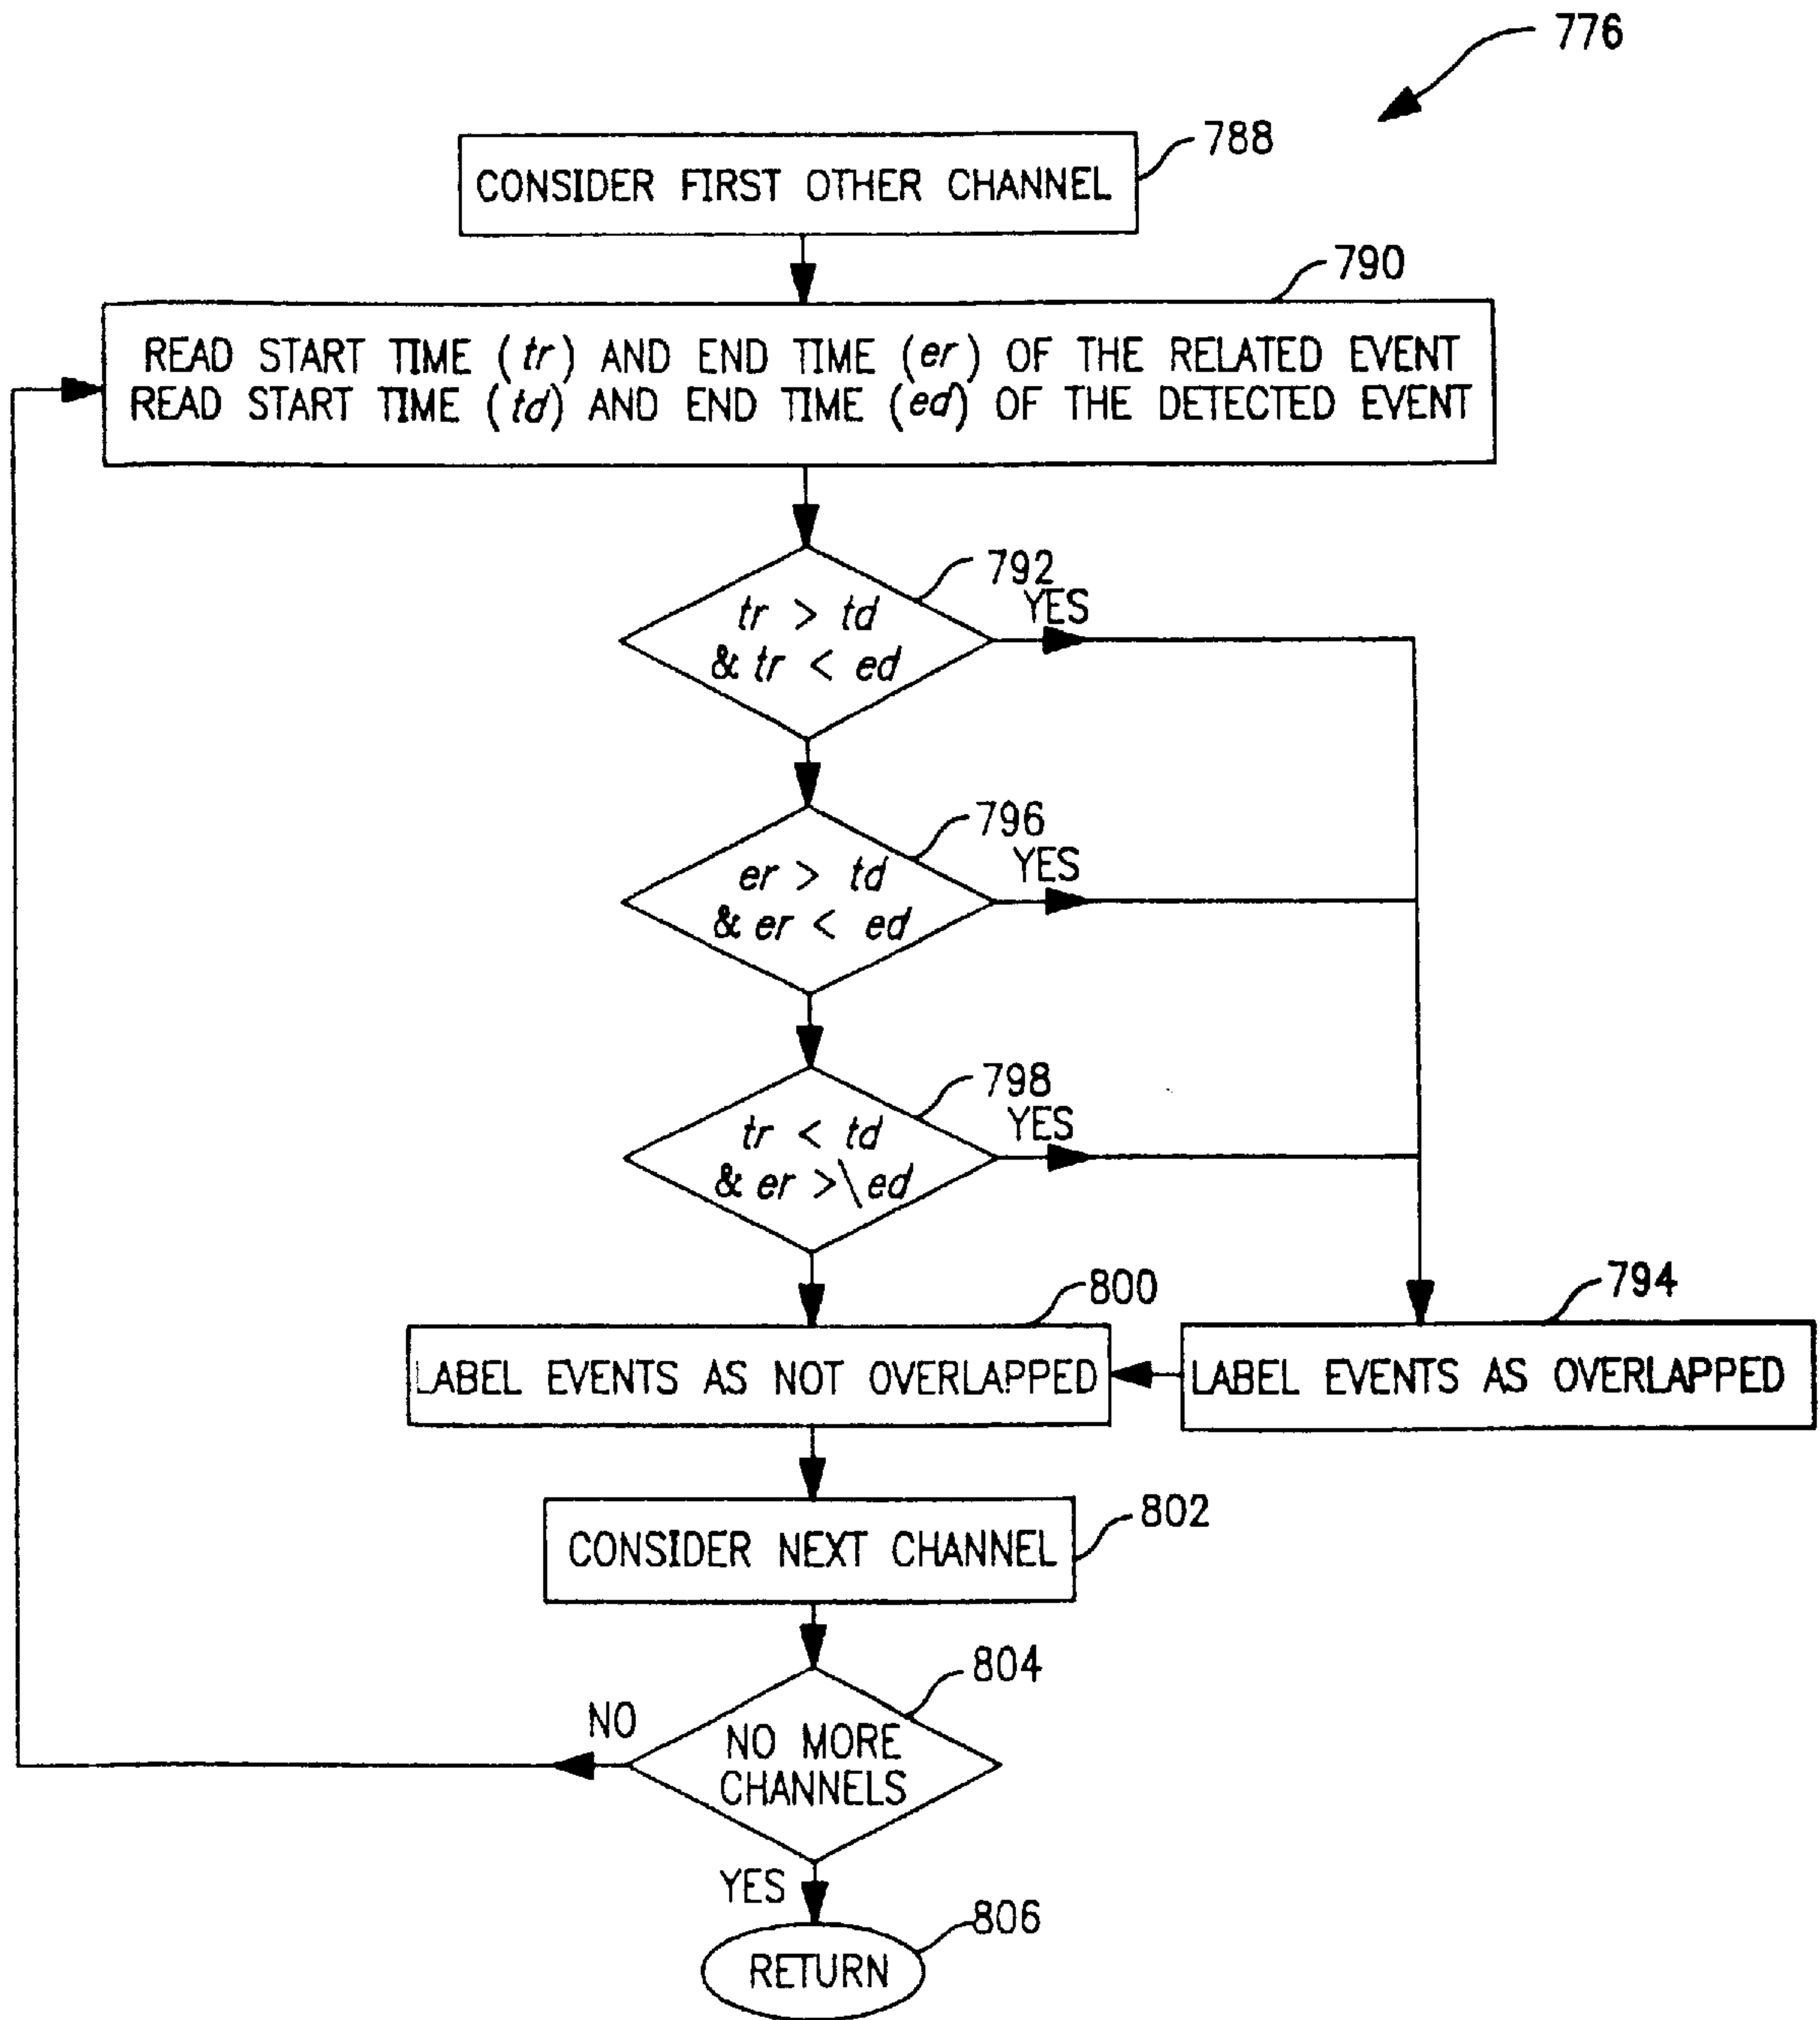 776
788
CONSIDER FIRST OTHER CHANNEL
790
READ START TIME (tr) AND END TIME (er) OF THE RELATED EVENT
READ START TIME (td) AND END TIME (ed) OF THE DETECTED EVENT
792
YES
tr > td
& tr < ed
796
YES
er > td
& er < ed
798
YES
tr < td
& er >\ed
800
794
LABEL EVENTS AS NOT OVERLAPPED
LABEL EVENTS AS OVERLAPPED
802
CONSIDER NEXT CHANNEL
804
NO
NO MORE
CHANNELS
YES
806
RETURN